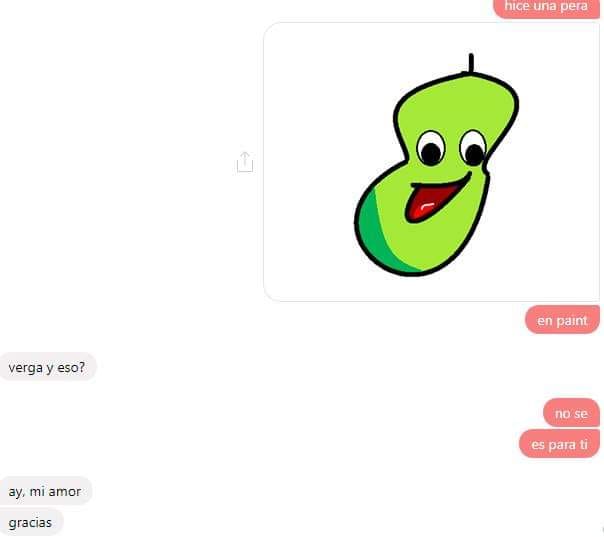 hice una pera
en paint
verga y eso?
no se
es para ti
ay, mi amor
gracias